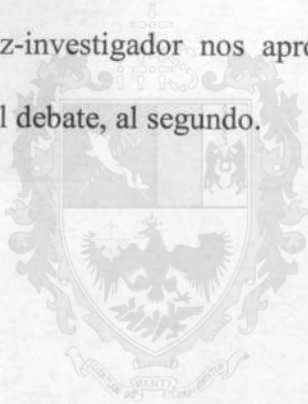 z-investigador nos apro
l debate, al segundo.